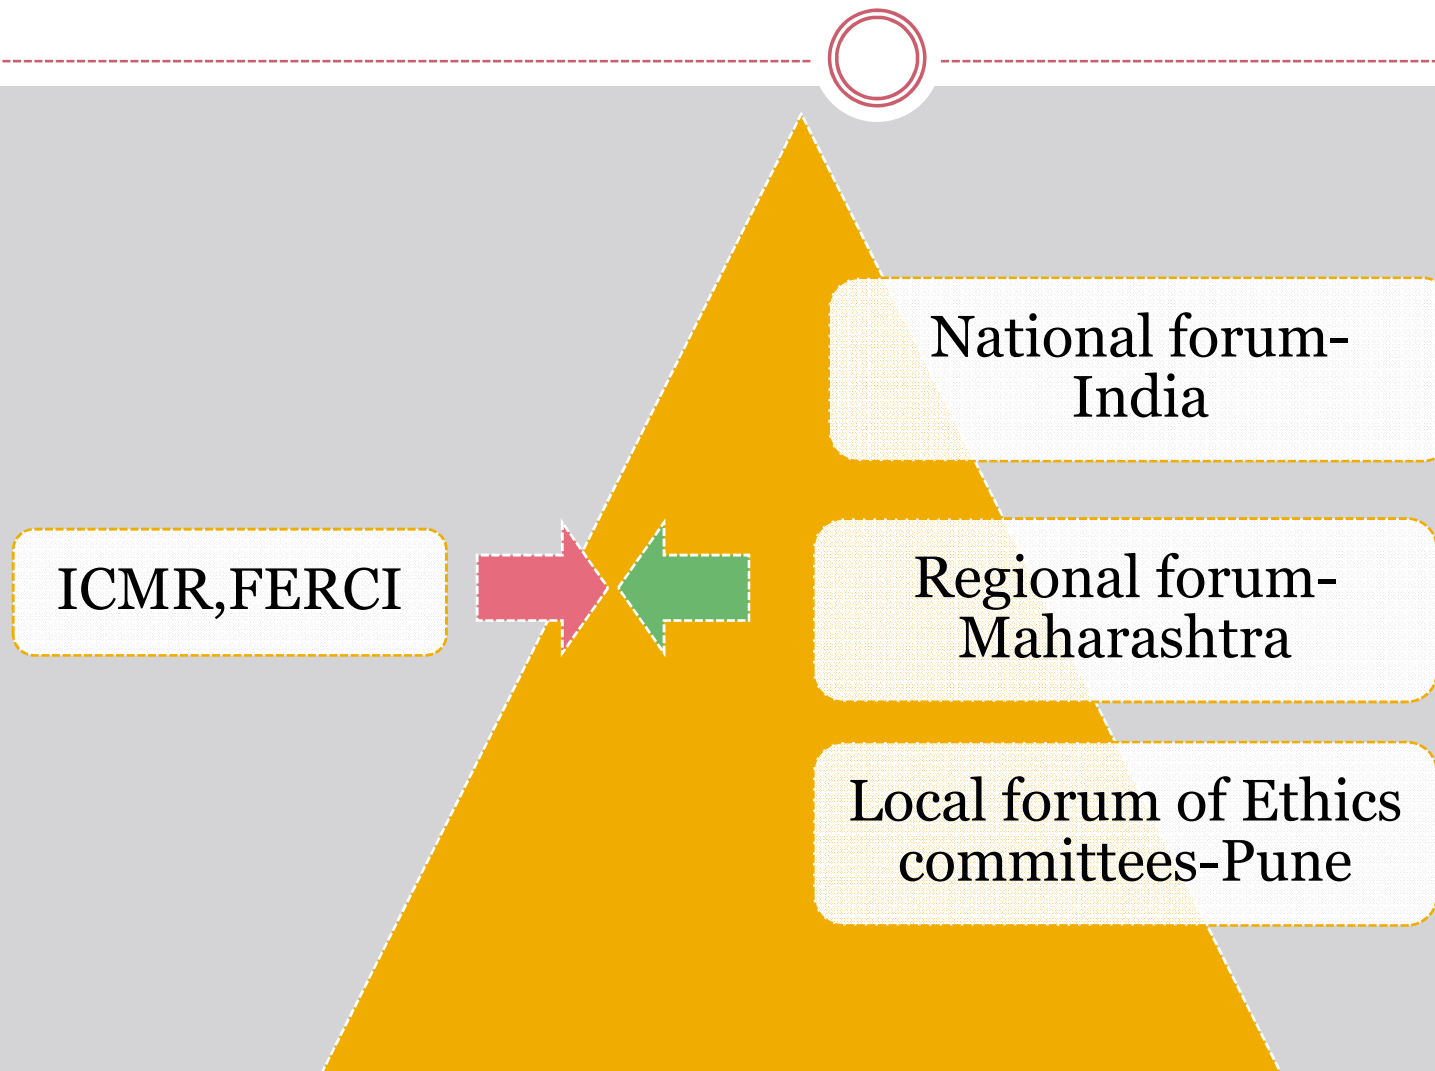 National forum-
India
ICMR,FERCI
Regional forum-
Maharashtra
Local forum of Ethics
committees-Pune